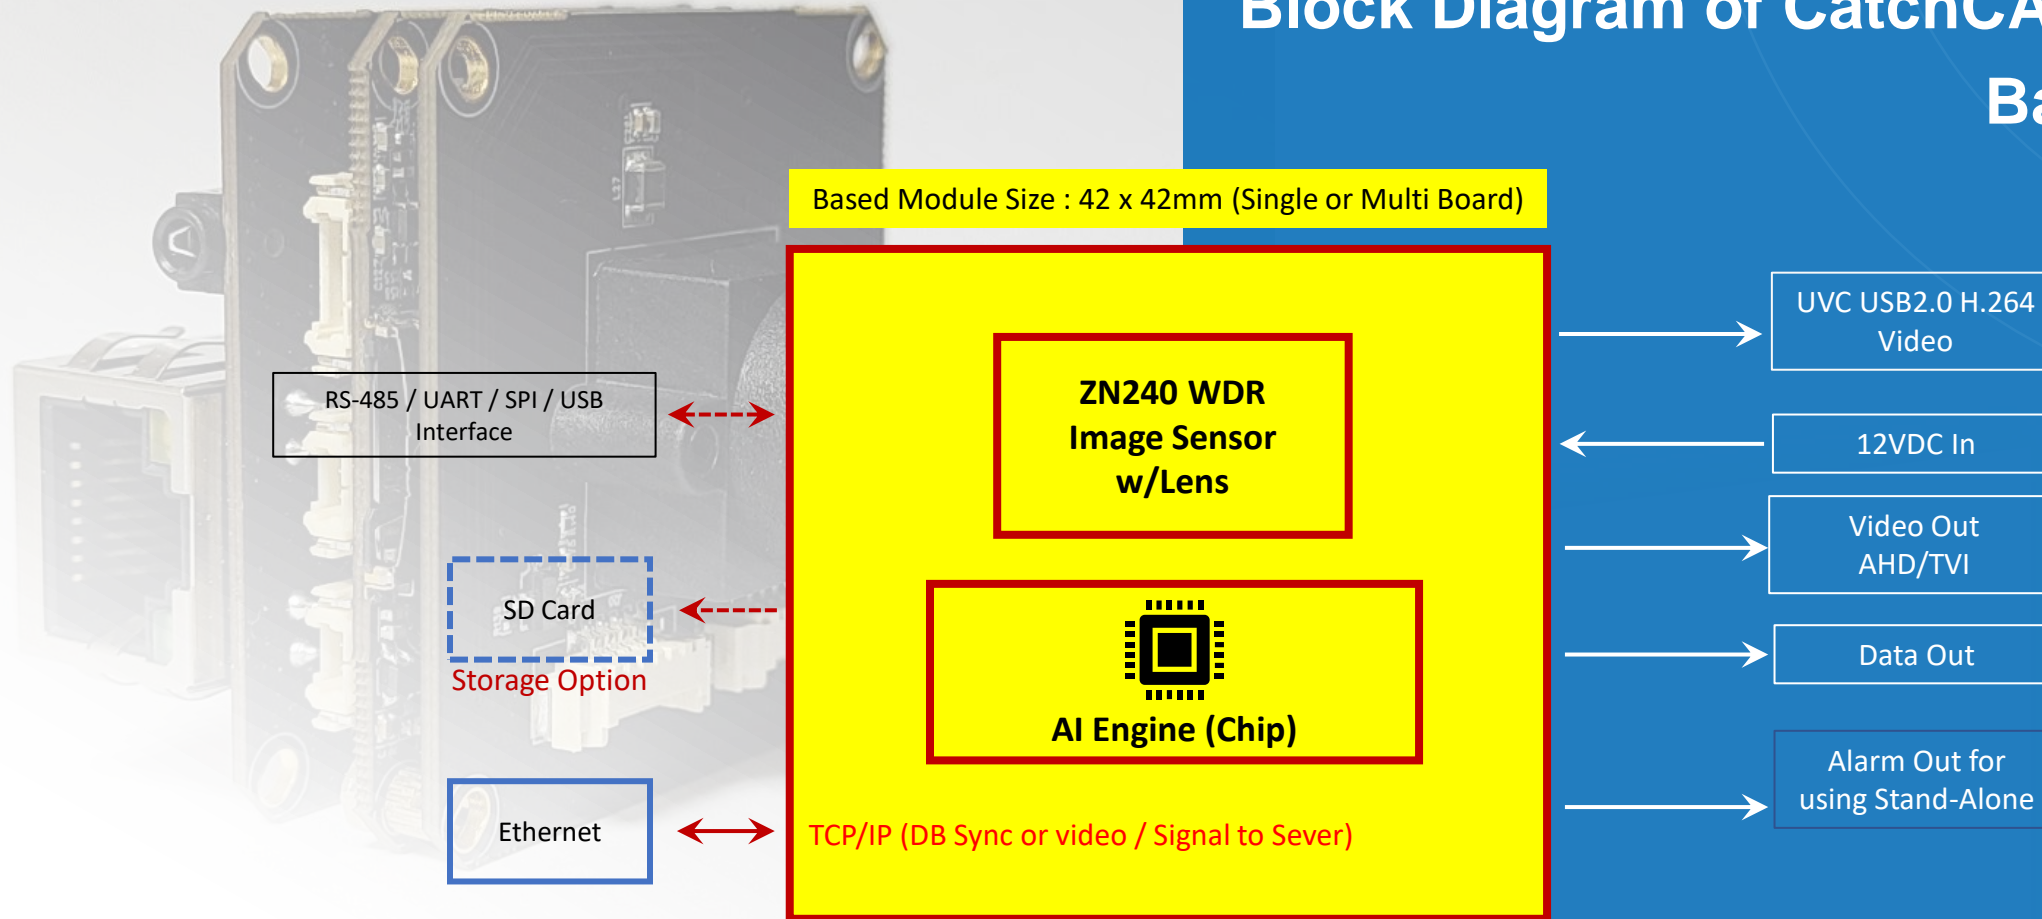 Block Diagram of CatchCA
Ba
Based Module Size : 42 x 42mm (Single or Multi Board)
UVC USB2.0 H.264
Video
RS-485 / UART / SPI / USB
Interface
ZN240 WDR
Image Sensor
w/Lens
12VDC In
Video Out
AHD/TVI
SD Card
Storage Option
Data Out
AI Engine (Chip)
Alarm Out for
using Stand-Alone
Ethernet
TCP/IP (DB Sync or video / Signal to Sever)